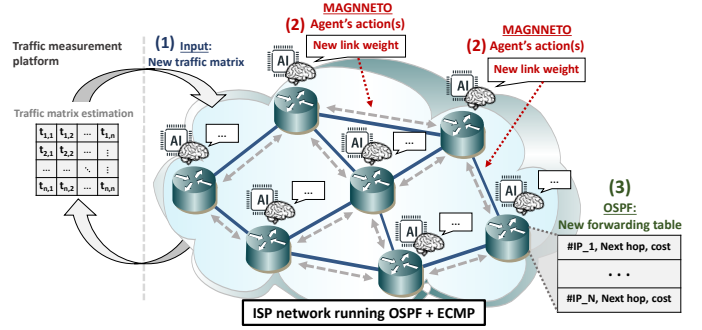 Traffic measurement
platform
(1) Input:
New traffic matrix
MAGNNETO
(2) Agent's action(s)
New link weight
MAGNNETO
(2) Agent's action(s)
New link weight
Traffic matrix estimation
t1,1 t1,2 ... t1,n
t2,1 t2,2 ... ⋮
... ... ⋱ ⋮
tn,1 tn,2 ... tn,n
AI
AI
AI ...
AI ...
AI ...
AI ...
AI ...
(3)
OSPF:
New forwarding table
#IP_1, Next hop, cost
...
#IP_N, Next hop, cost
ISP network running OSPF + ECMP